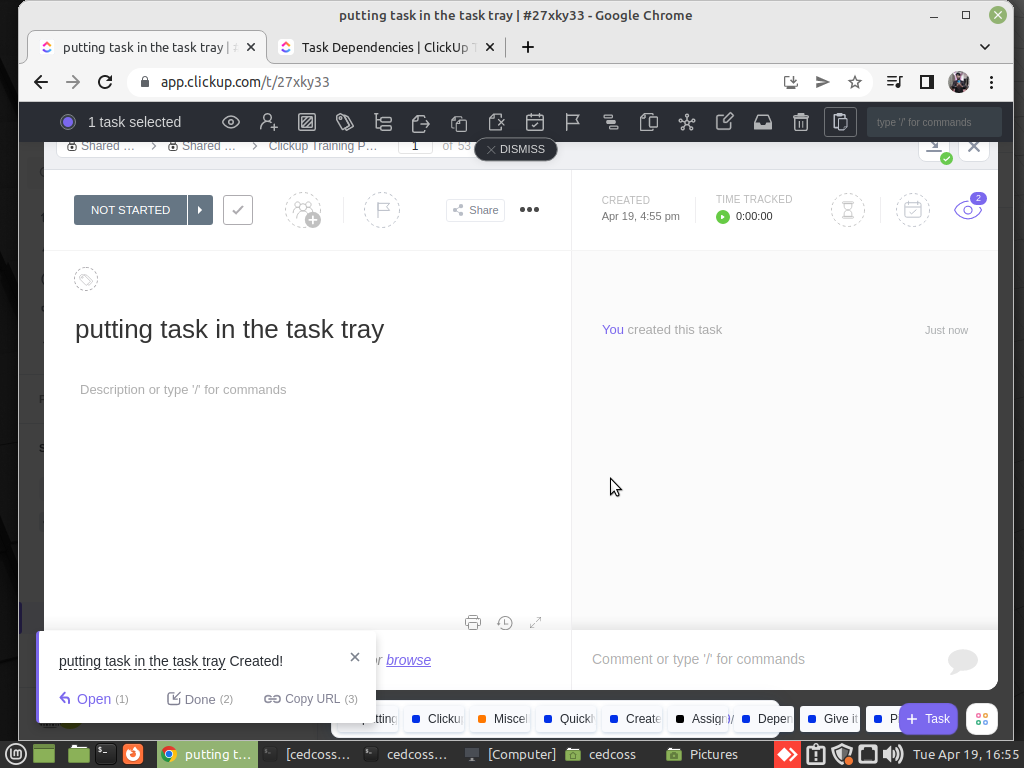 putting task in the task tray | #27xky33 - Google Chrome
putting task in the task tray |
Task Dependencies | ClickUp
app.clickup.com/t/27xky33
1 task selected
type '/' for commands
Shared ...
Shared ...
Clickup Training P...
1
of 53
DISMISS
NOT STARTED
Share
CREATED
Apr 19, 4:55 pm
TIME TRACKED
0:00:00
2
putting task in the task tray
You created this task
Just now
Description or type '/' for commands
putting task in the task tray Created!
browse
Comment or type '/' for commands
Open (1)
Done (2)
Copy URL (3)
Clicku
Miscel
Quickl
Create
Assign
Depen
Give it
P
+ Task
putting t...
[cedcoss...
cedcoss...
[Computer]
cedcoss
Pictures
Tue Apr 19, 16:55